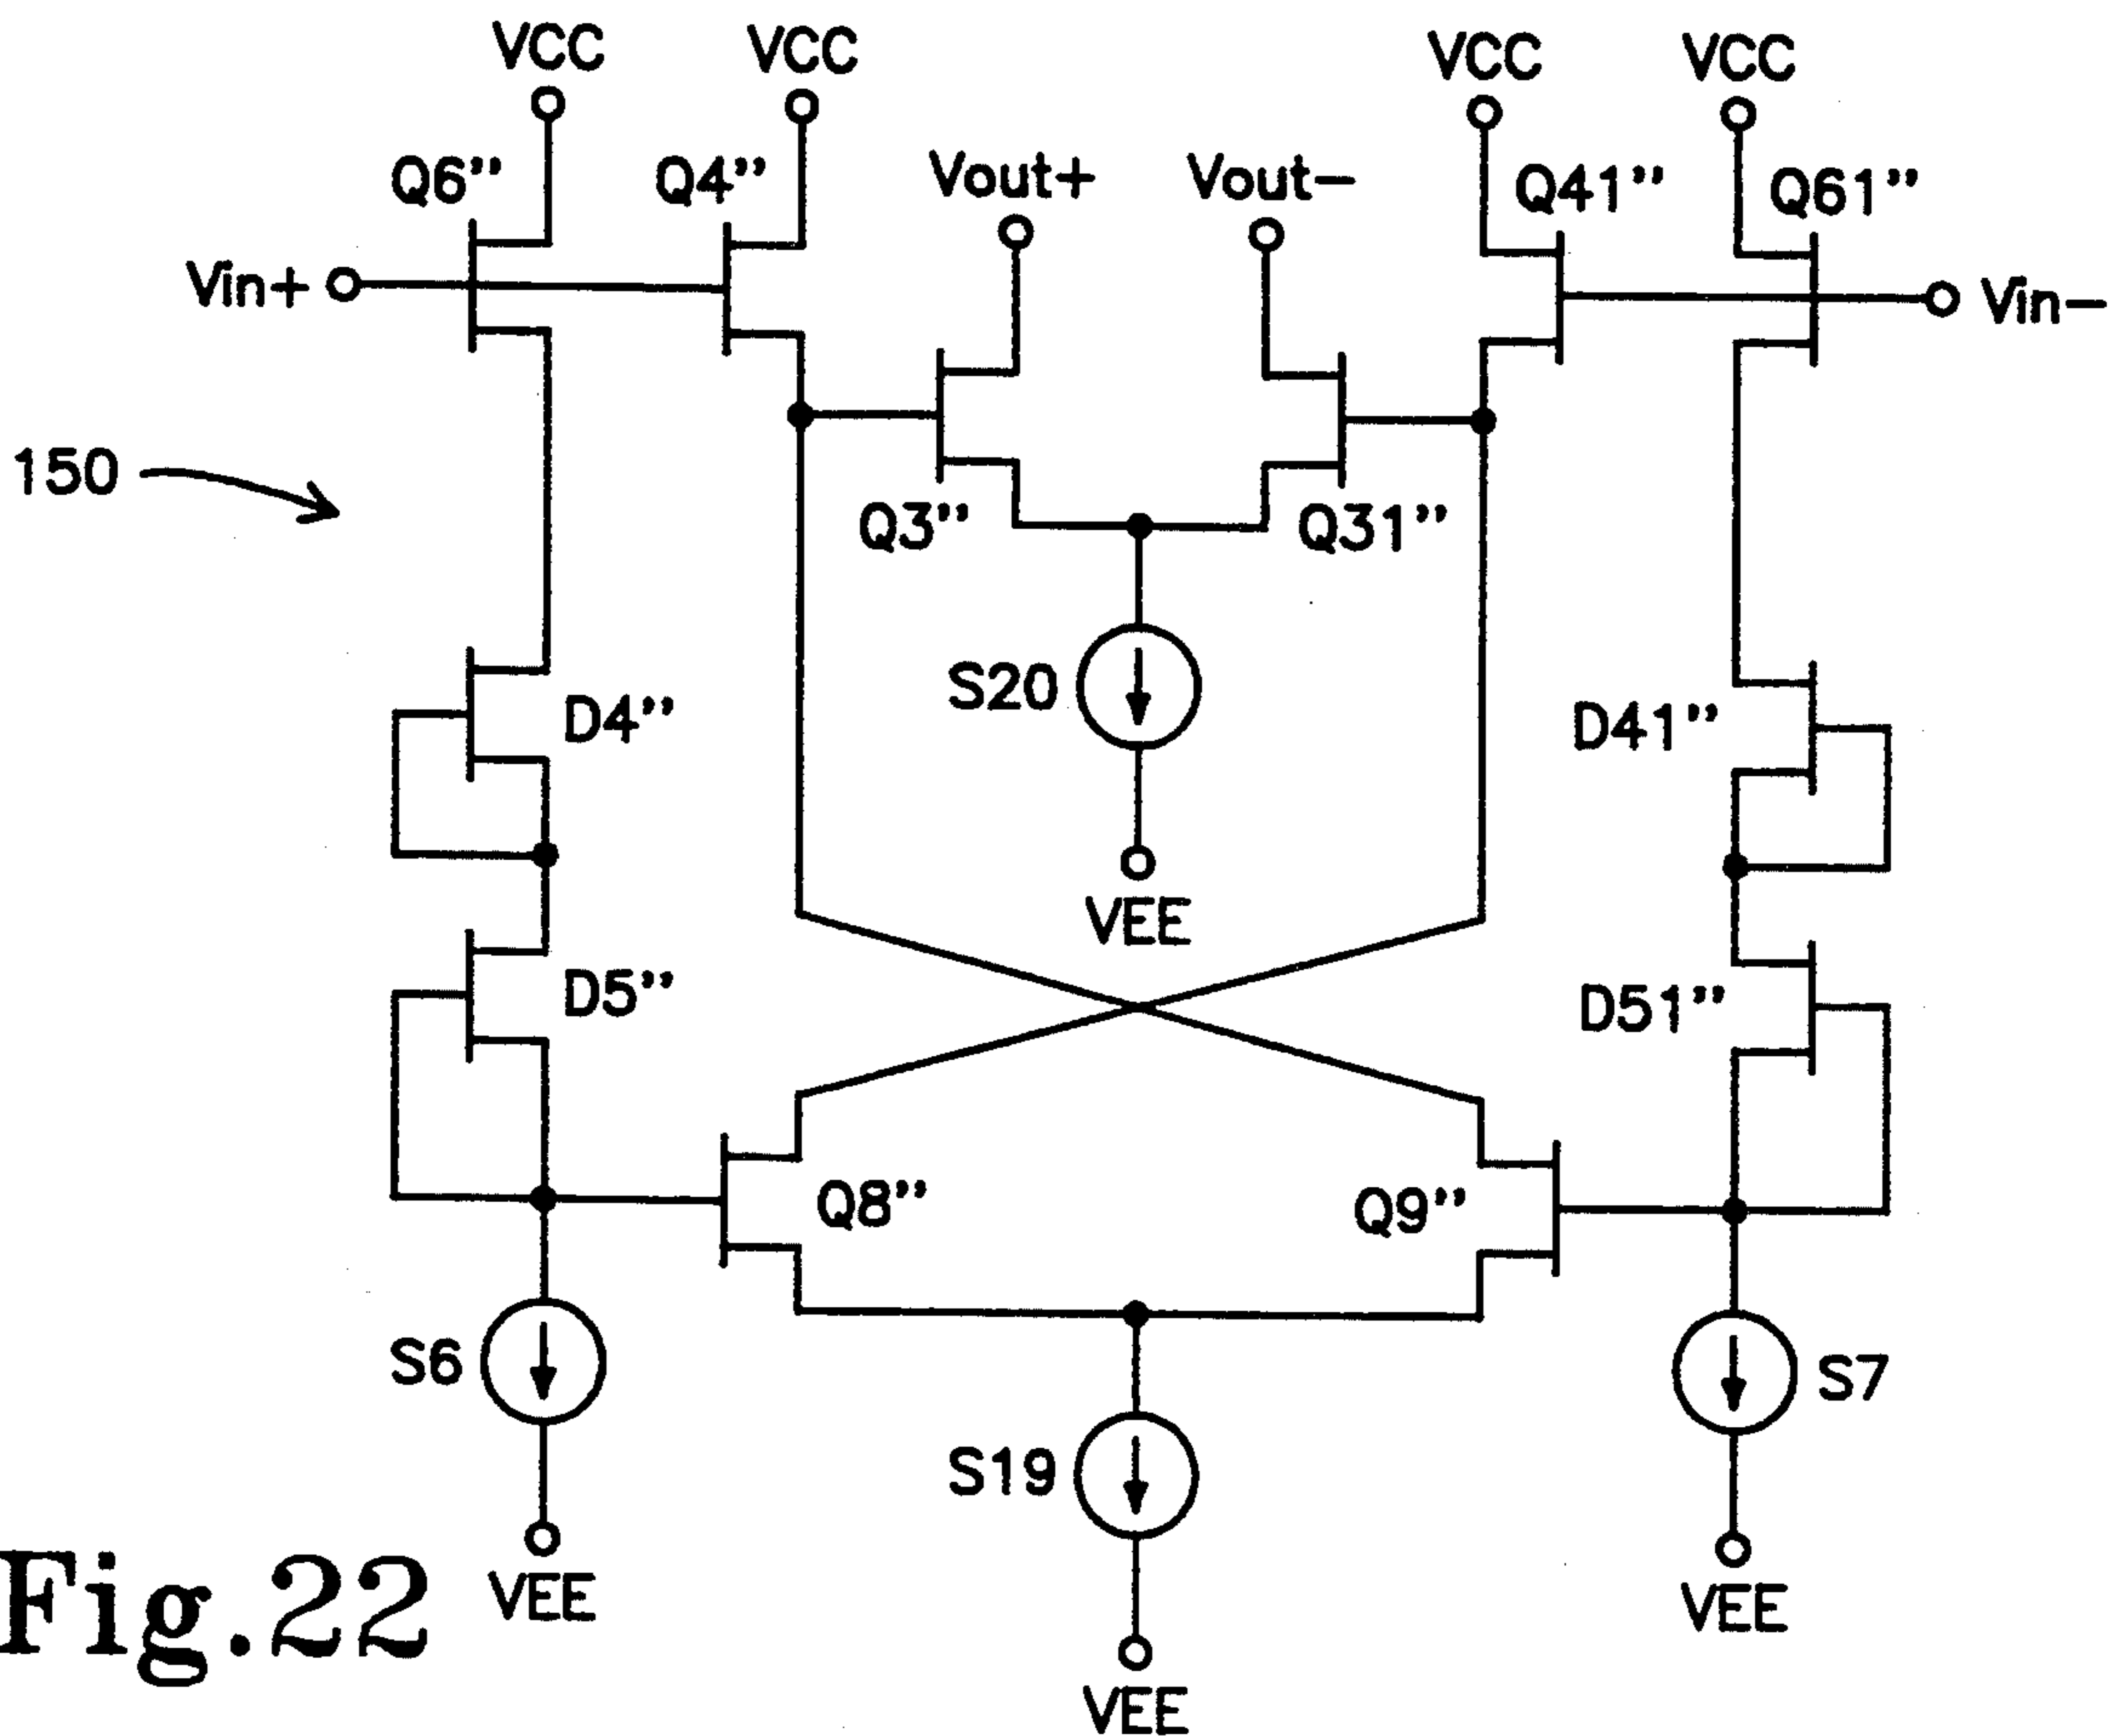 VCC VCC VCC VCC
Q6" Q4" Vout+ Vout- Q41" Q61"
Vin+ Vin-
150 Q3" Q31"
S20
D4" D41"
VEE
D5" D51"
Q8" Q9"
S6 S7
S19
VEE VEE
Fig.22
VEE